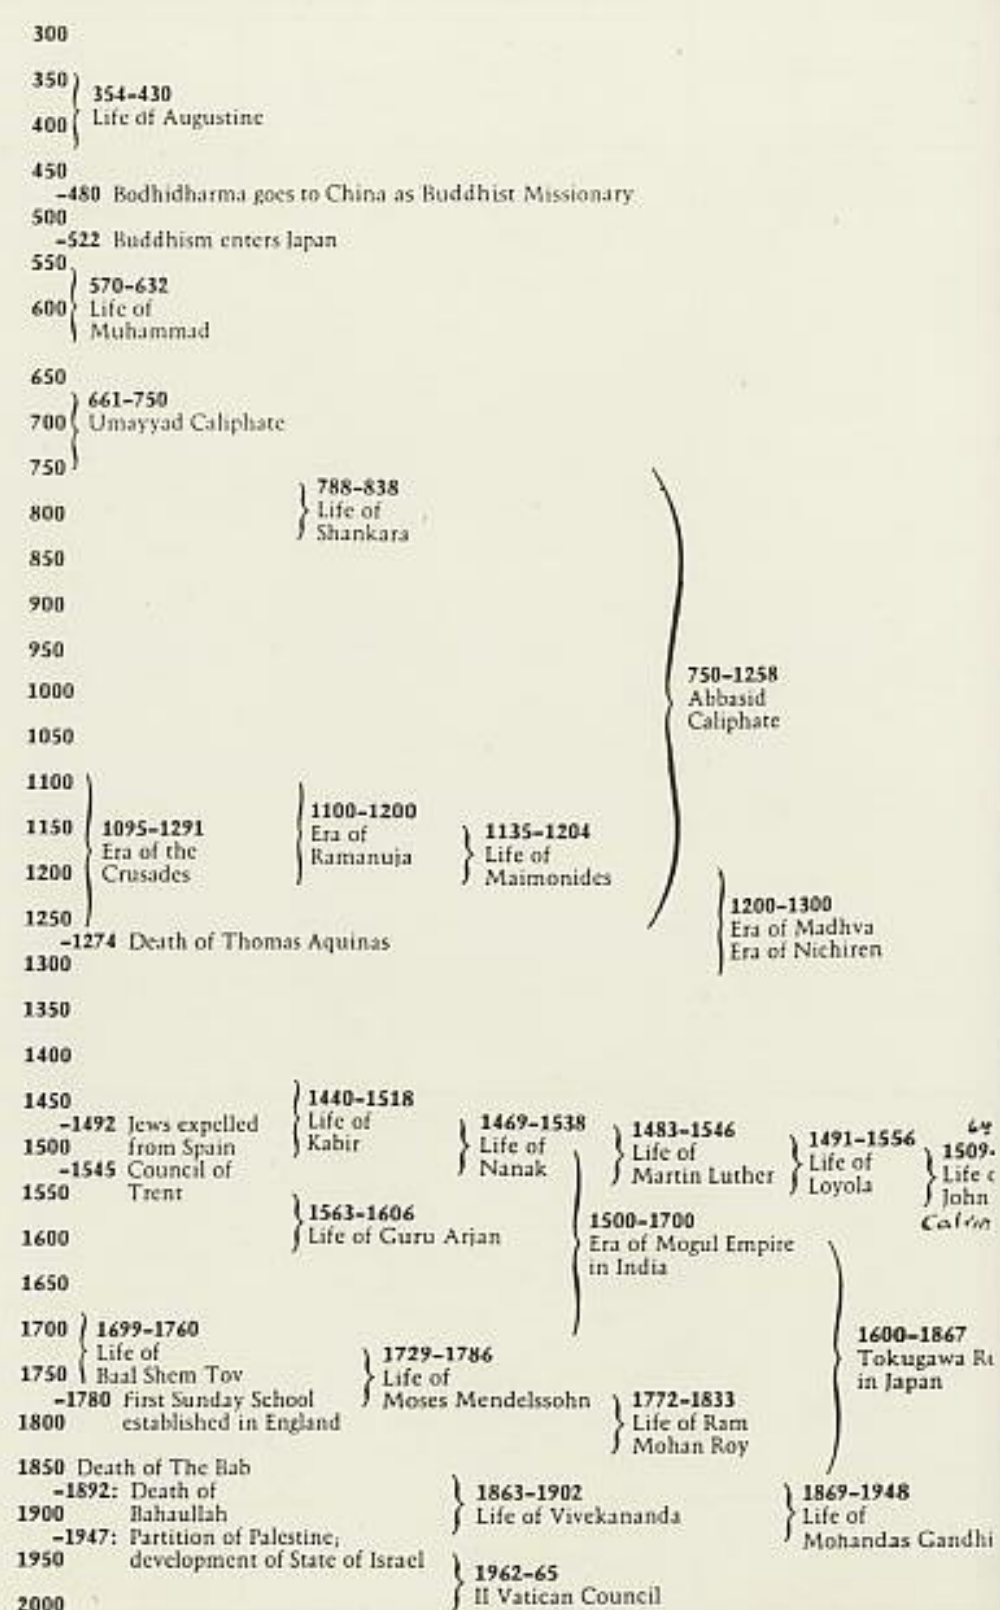 300
350
354–430
Life of Augustine
400
450
–480 Bodhidharma goes to China as Buddhist Missionary
500
–522 Buddhism enters Japan
550
570–632
600 Life of
Muhammad
650
661–750
700 Umayyad Caliphate
750
788–838
800 Life of
Shankara
850
900
950
750–1258
1000 Abbasid
Caliphate
1050
1100
1100–1200
Era of
Ramanuja
1150 1095–1291
Era of the
1200 Crusades
1135–1204
Life of
Maimonides
1200–1300
Era of Madhva
Era of Nichiren
1250
–1274 Death of Thomas Aquinas
1300
1350
1400
1450
1440–1518
Life of
Kabir
–1492 Jews expelled
1500 from Spain
–1545 Council of
1550 Trent
1469–1538
Life of
Nanak
1483–1546
Life of
Martin Luther
1491–1556
Life of
Loyola
64
1509-
Life
John
Calvin
1563–1606
Life of Guru Arjan
1600
1500–1700
Era of Mogul Empire
in India
1650
1700 1699–1760
Life of
1750 Baal Shem Tov
1729–1786
Life of
Moses Mendelssohn
1600–1867
Tokugawa
in Japan
–1780 First Sunday School
1800 established in England
1772–1833
Life of Ram
Mohan Roy
1850 Death of The Bab
–1892: Death of
1900 Bahaullah
1863–1902
Life of Vivekananda
1869–1948
Life of
Mohandas Gandhi
–1947: Partition of Palestine;
1950 development of State of Israel
1962–65
II Vatican Council
2000